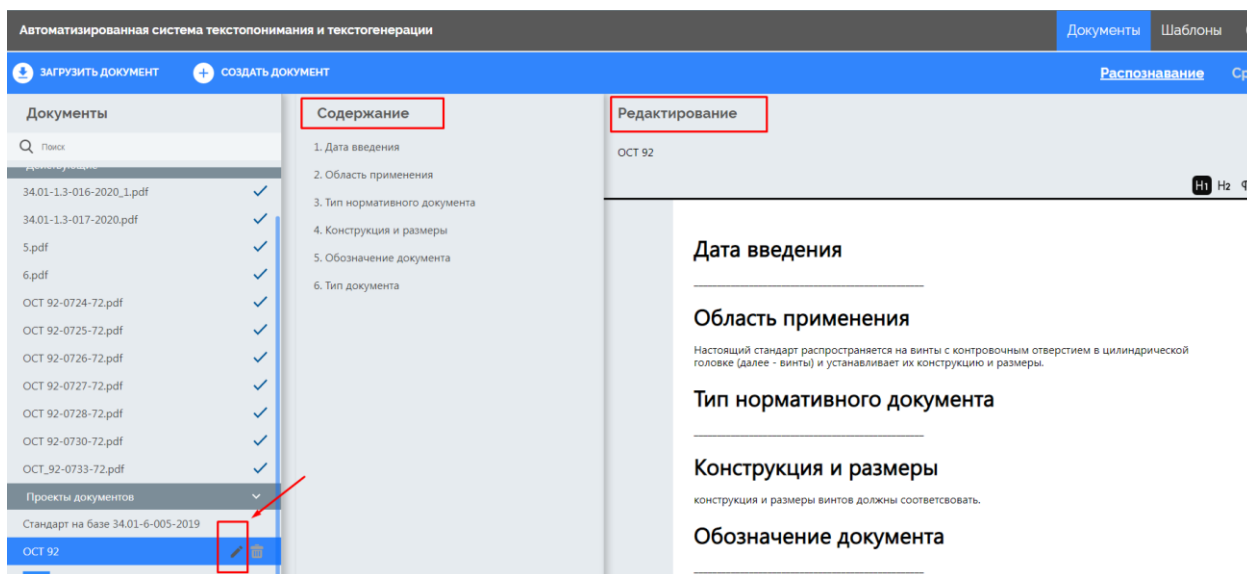 Автоматизированная система текстопонимания и текстогенерации
Документы Шаблоны
ЗАГРУЗИТЬ ДОКУМЕНТ
СОЗДАТЬ ДОКУМЕНТ
Распознавание Ср
Документы
Поиск
Действующие
34.01-1.3-016-2020_1.pdf
34.01-1.3-017-2020.pdf
5.pdf
6.pdf
ОСТ 92-0724-72.pdf
ОСТ 92-0725-72.pdf
ОСТ 92-0726-72.pdf
ОСТ 92-0727-72.pdf
ОСТ 92-0728-72.pdf
ОСТ 92-0730-72.pdf
ОСТ_92-0733-72.pdf
Проекты документов
Стандарт на базе 34.01-6-005-2019
ОСТ 92
Содержание
1. Дата введения
2. Область применения
3. Тип нормативного документа
4. Конструкция и размеры
5. Обозначение документа
6. Тип документа
Редактирование
ОСТ 92
H1 H2
Дата введения
Область применения
Настоящий стандарт распространяется на винты с контровочным отверстием в цилиндрической
головке (далее - винты) и устанавливает их конструкцию и размеры.
Тип нормативного документа
Конструкция и размеры
конструкция и размеры винтов должны соответсвовать.
Обозначение документа